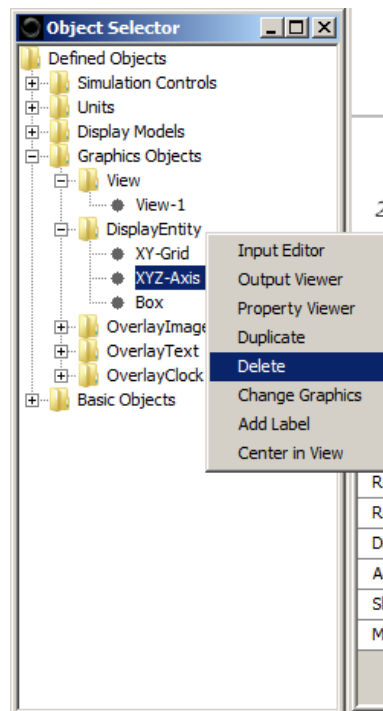 Object Selector
Defined Objects
Simulation Controls
Units
Display Models
Graphics Objects
View
View-1
DisplayEntity
XY-Grid
XYZ-Axis
Box
OverlayImage
OverlayText
OverlayClock
Basic Objects
Input Editor
Output Viewer
Property Viewer
Duplicate
Delete
Change Graphics
Add Label
Center in View
2
R
R
D
A
S
M